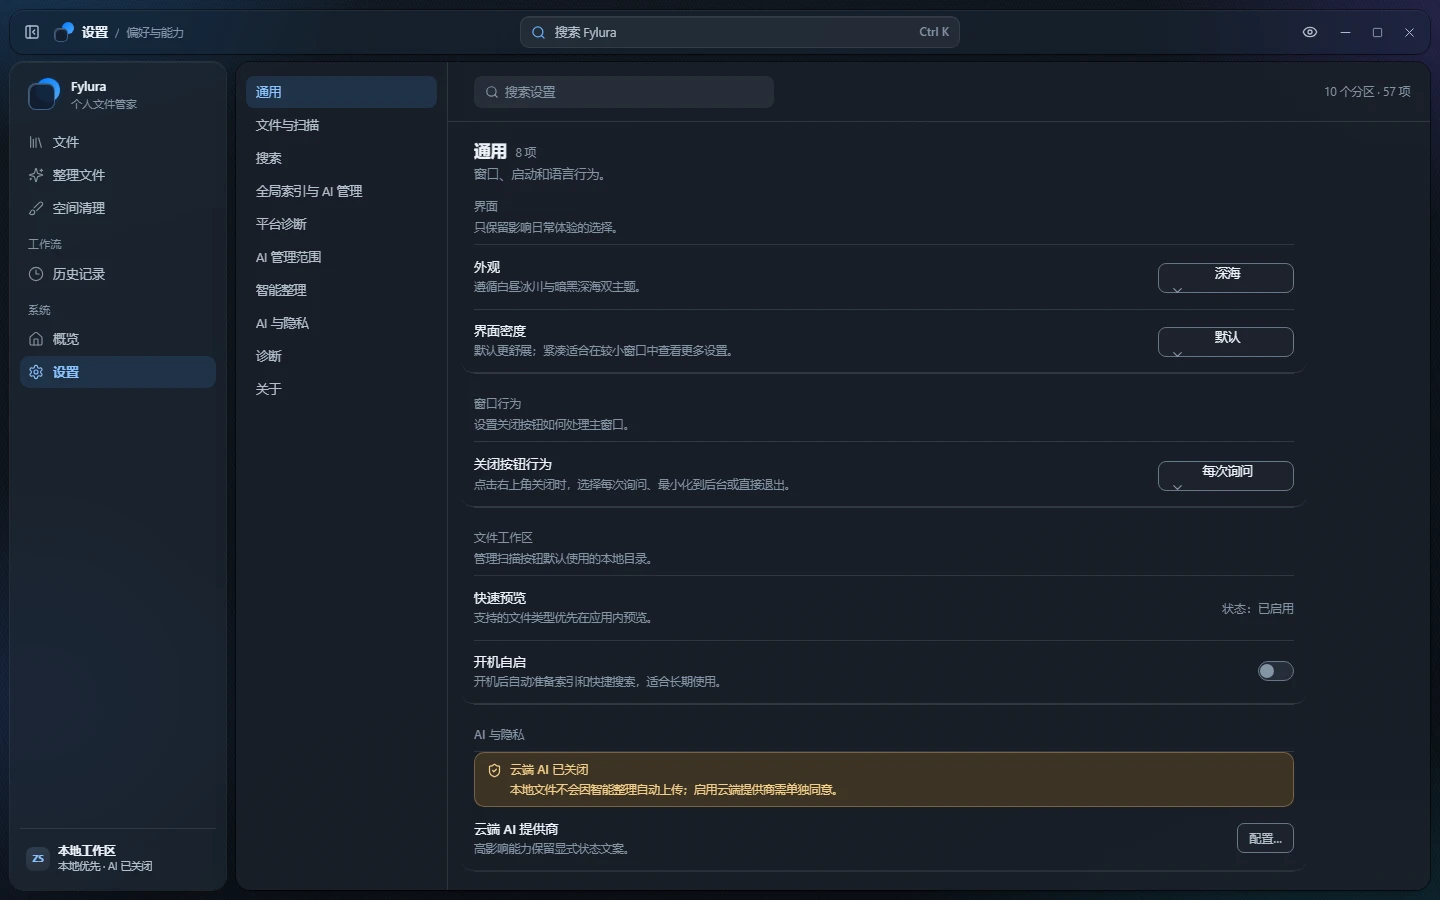 设置 / 偏好与能力
搜索 Fylura
Ctrl K
Fylura
个人文件管家
文件
整理文件
空间清理
工作流
历史记录
系统
概览
设置
ZS
本地工作区
本地优先 · AI 已关闭
通用
文件与扫描
搜索
全局索引与 AI 管理
平台诊断
AI 管理范围
智能整理
AI 与隐私
诊断
关于
搜索设置
10 个分区 · 57 项
通用 8 项
窗口、启动和语言行为。
界面
只保留影响日常体验的选择。
外观
遵循白昼冰川与暗黑深海双主题。
深海
界面密度
默认更舒展；紧凑适合在较小窗口中查看更多设置。
默认
窗口行为
设置关闭按钮如何处理主窗口。
关闭按钮行为
点击右上角关闭时，选择每次询问、最小化到后台或直接退出。
每次询问
文件工作区
管理扫描按钮默认使用的本地目录。
快速预览
支持的文件类型优先在应用内预览。
状态：已启用
开机自启
开机后自动准备索引和快捷搜索，适合长期使用。
AI 与隐私
云端 AI 已关闭
本地文件不会因智能整理自动上传；启用云端提供商需单独同意。
云端 AI 提供商
高影响能力保留显式状态文案。
配置...